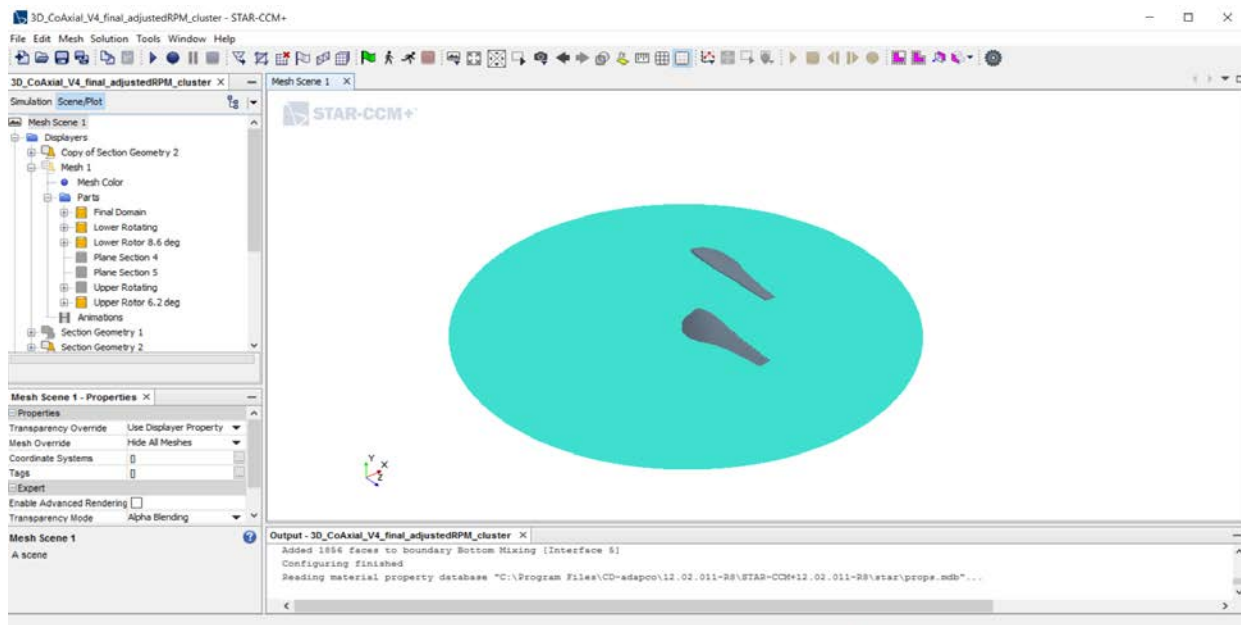 3D_CoAxial_V4_final_adjustedRPM_cluster - STAR-CCM+
File Edit Mesh Solution Tools Window Help
3D_CoAxial_V4_final_adjustedRPM_cluster
Mesh Scene 1
Simulation Scene/Plot
STAR-CCM+
Mesh Scene 1
Displayers
Copy of Section Geometry 2
Mesh 1
Mesh Color
Parts
Final Domain
Lower Rotating
Lower Rotor 8.6 deg
Plane Section 4
Plane Section 5
Upper Rotating
Upper Rotor 6.2 deg
Animations
Section Geometry 1
Section Geometry 2
Mesh Scene 1 - Properties
Properties
Transparency Override Use Displayer Property
Mesh Override Hide All Meshes
Coordinate Systems []
Tags []
Expert
Enable Advanced Rendering
Transparency Mode Alpha Blending
Mesh Scene 1
A scene
Y X
Z
Output - 3D_CoAxial_V4_final_adjustedRPM_cluster
Added 1856 faces to boundary Bottom Mixing [Interface 5]
Configuring finished
Reading material property database "C:\Program Files\CD-adapco\12.02.011-R8\STAR-CCM+12.02.011-R8\star\props.mdb"...